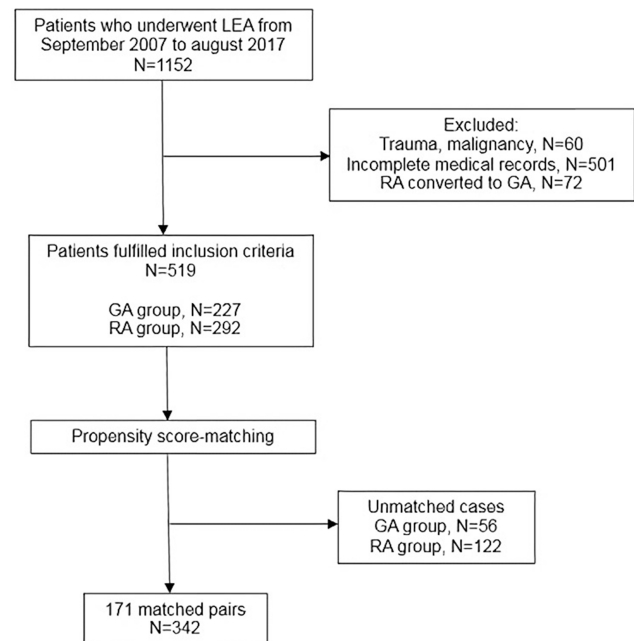 Patients who underwent LEA from
September 2007 to august 2017
N=1152
Excluded:
Trauma, malignancy, N=60
Incomplete medical records, N=501
RA converted to GA, N=72
Patients fulfilled inclusion criteria
N=519
GA group, N=227
RA group, N=292
Propensity score-matching
Unmatched cases
GA group, N=56
RA group, N=122
171 matched pairs
N=342